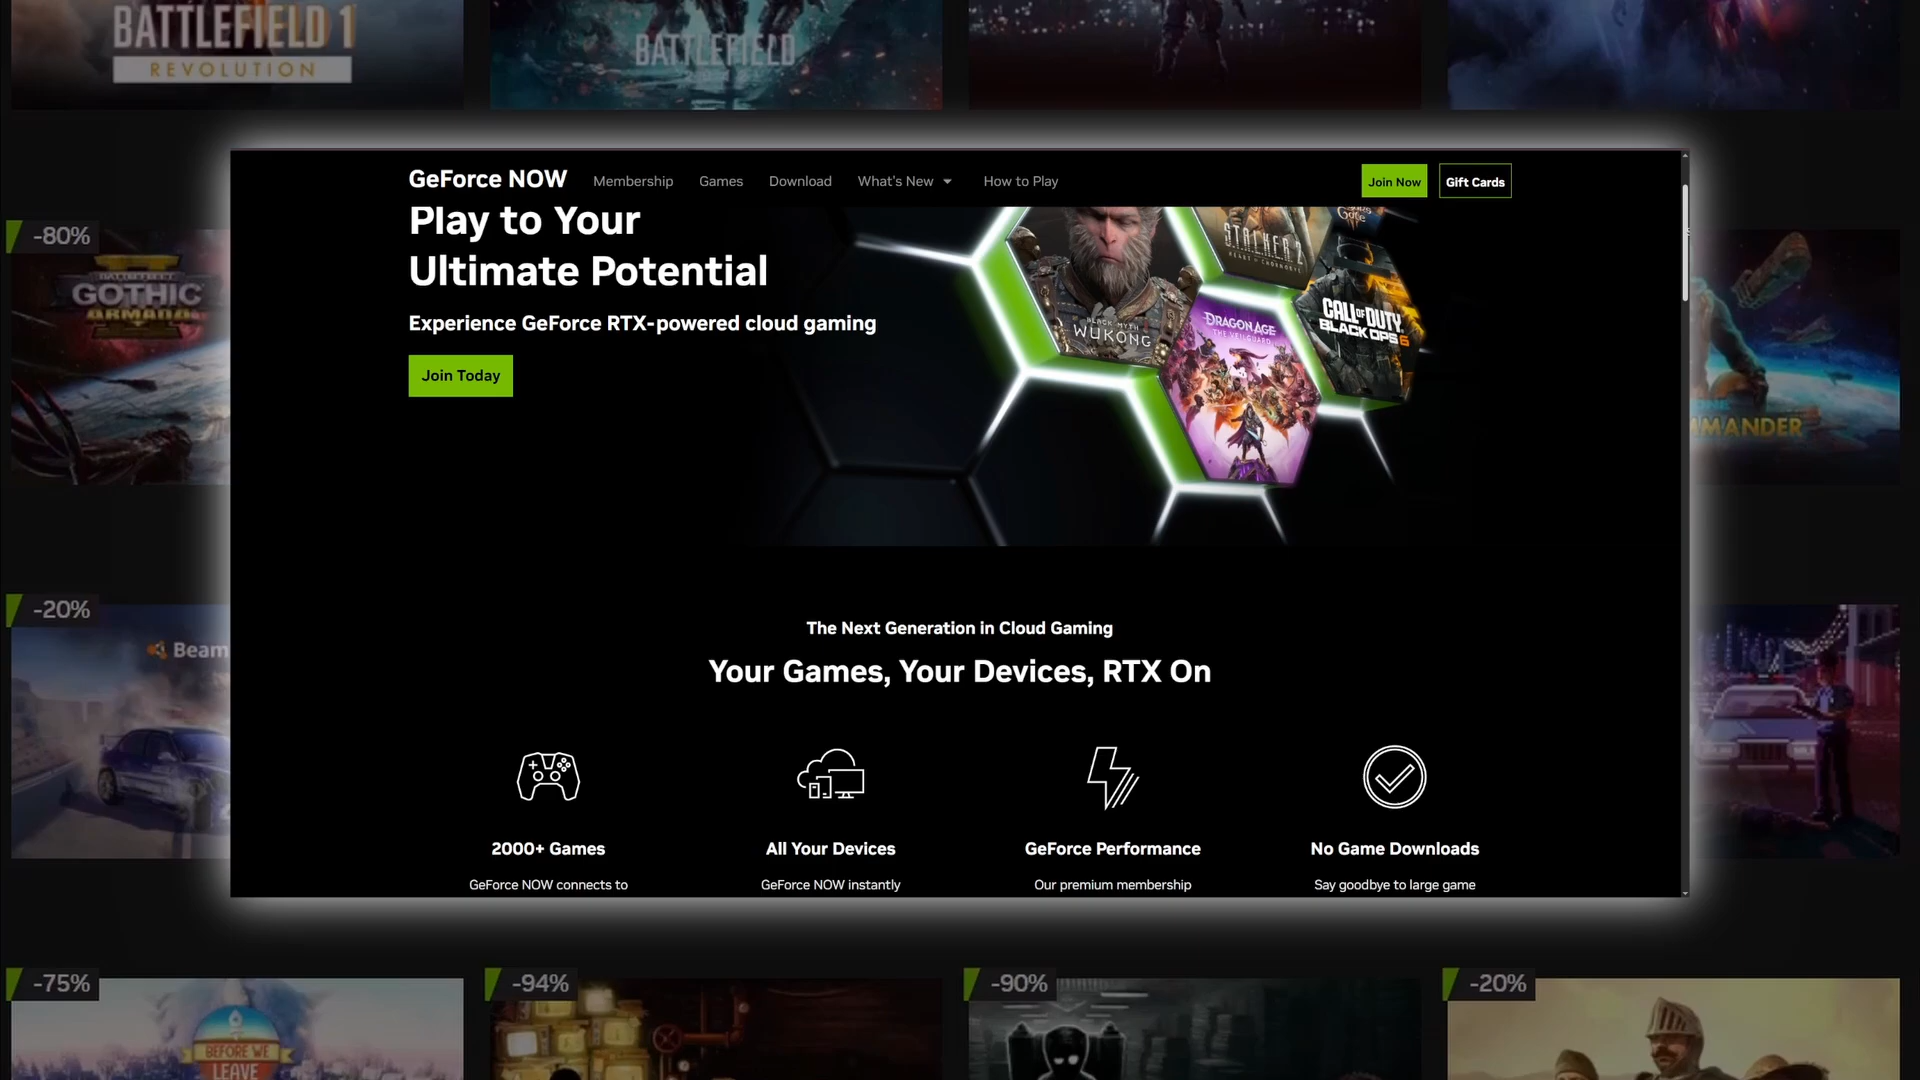 BATTLEFIELD 1
REVOLUTION
BATTLEFIELD
GeForce NOW
Membership
Games
Download
What's New
How to Play
Join Now
Gift Cards
Play to Your
Ultimate Potential
Experience GeForce RTX-powered cloud gaming
Join Today
S.T.A.L.K.E.R. 2
BLACK MYTH
WUKONG
DRAGON AGE
THE VEILGUARD
CALL OF DUTY
BLACK OPS 6
-80%
GOTHIC
ARMADA
MMANDER
The Next Generation in Cloud Gaming
Your Games, Your Devices, RTX On
-20%
Beam
2000+ Games
All Your Devices
GeForce Performance
No Game Downloads
GeForce NOW connects to
GeForce NOW instantly
Our premium membership
Say goodbye to large game
-75%
-94%
-90%
-20%
BEFORE WE
LEAVE